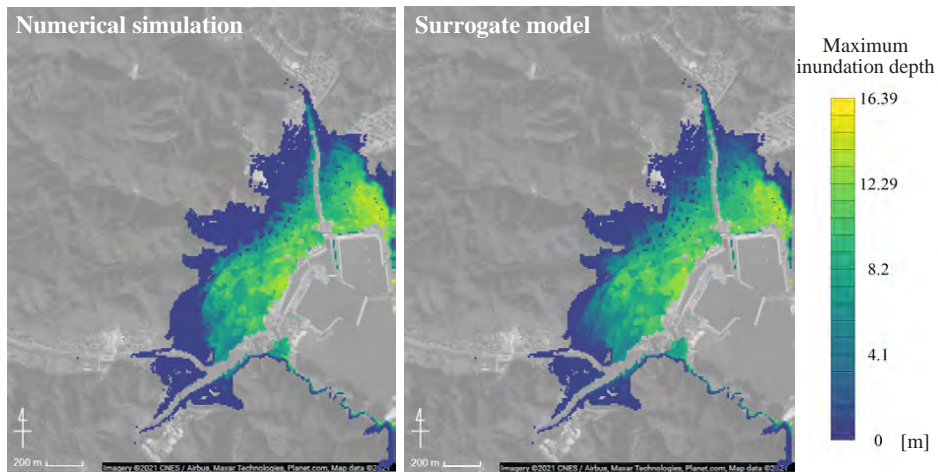 Numerical simulation
Surrogate model
Maximum
inundation depth
16.39
12.29
8.2
4.1
0 [m]
200 m
Imagery ©2021 CNES / Airbus, Maxar Technologies, Planet.com, Map data ©2021
200 m
Imagery ©2021 CNES / Airbus, Maxar Technologies, Planet.com, Map data ©2021